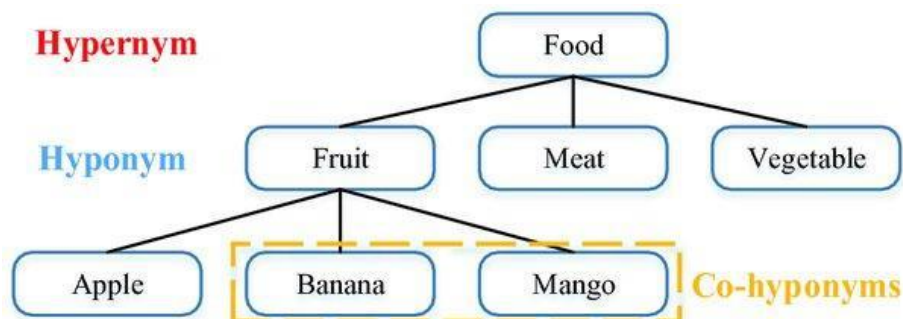 Hypernym Food
Hyponym Fruit Meat Vegetable
Apple Banana Mango Co-hyponyms